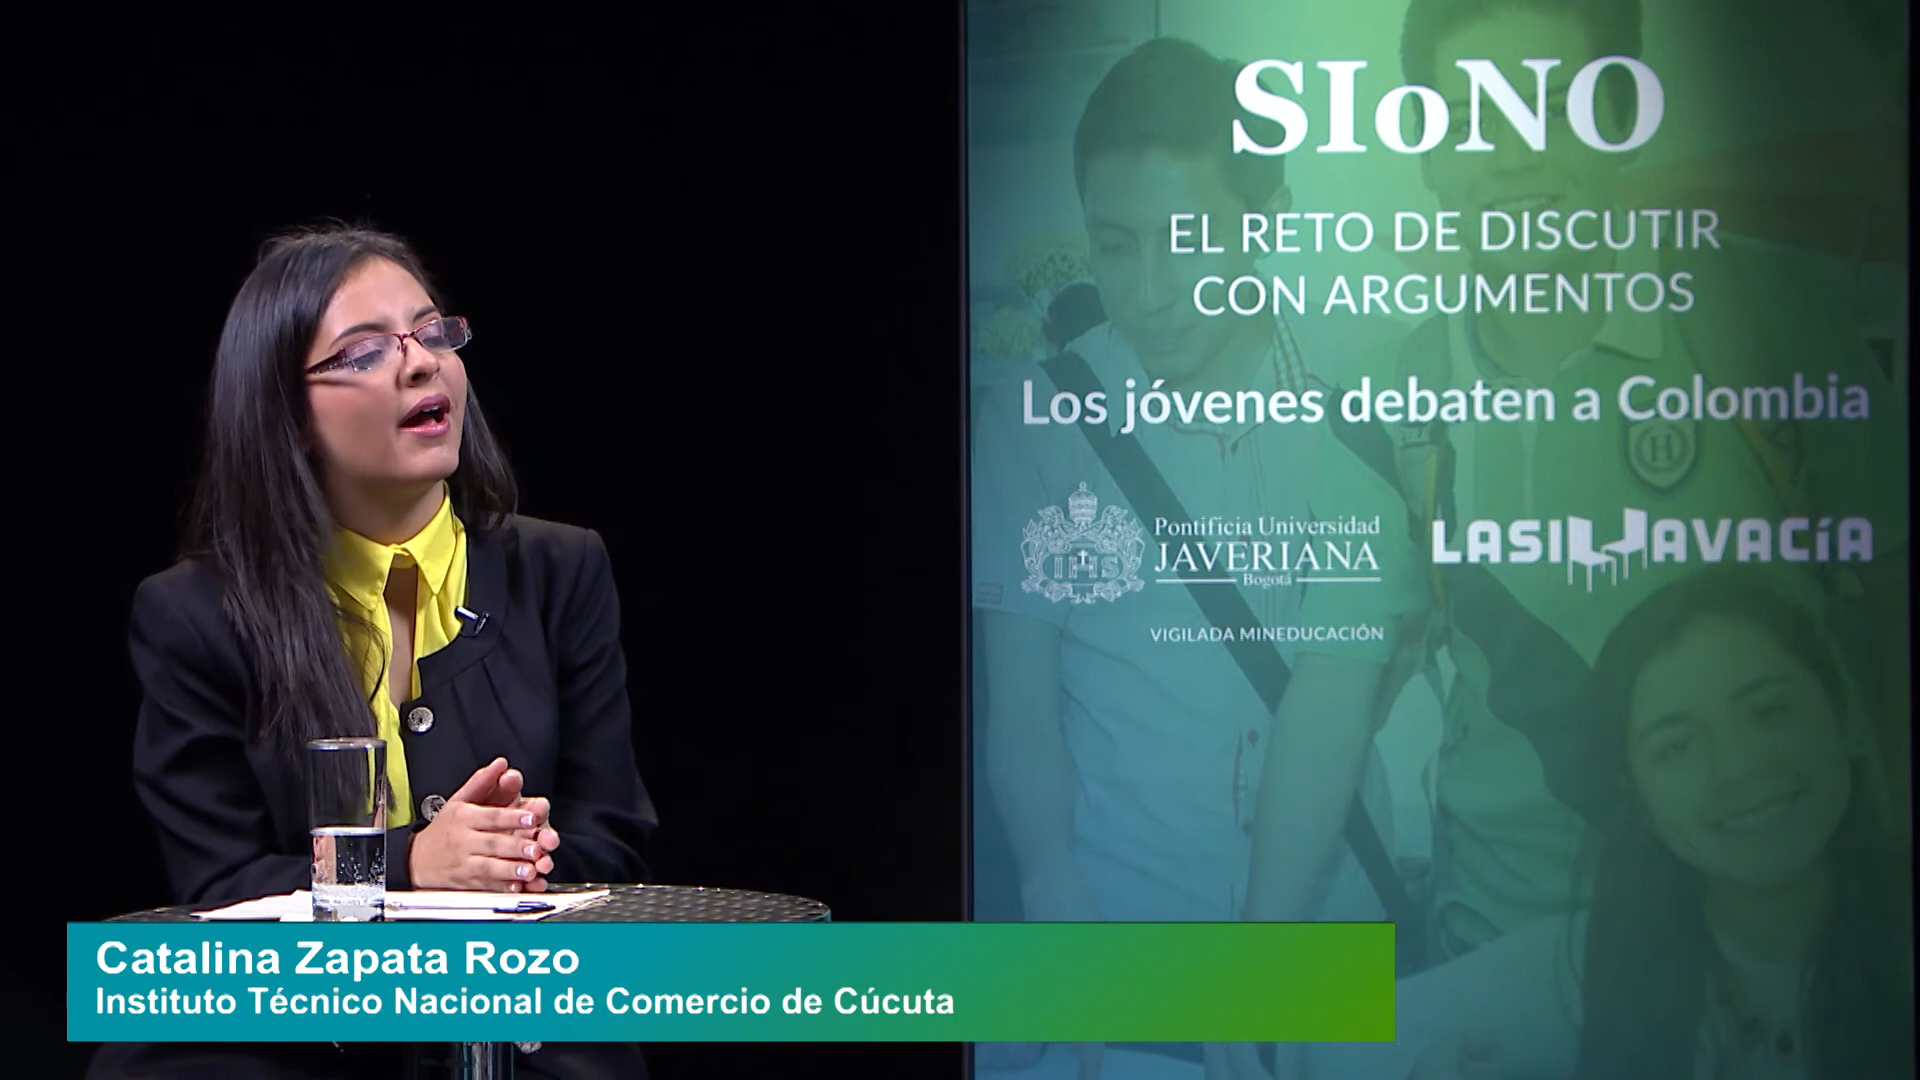 SIoNO
EL RETO DE DISCUTIR
CON ARGUMENTOS
Los jóvenes debaten a Colombia
IHS
Pontificia Universidad
JAVERIANA
Bogotá
LASILLAVACÍA
VIGILADA MINEDUCACIÓN
H
Catalina Zapata Rozo
Instituto Técnico Nacional de Comercio de Cúcuta